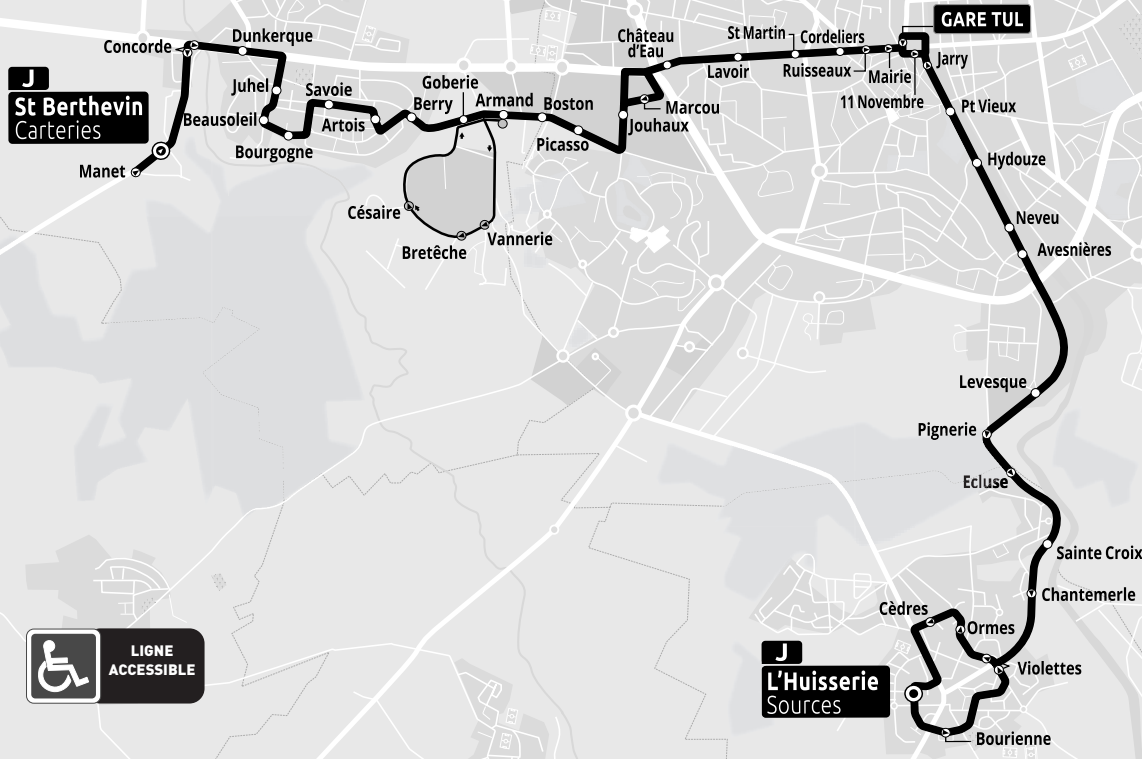 GARE TUL
Concorde
Dunkerque
Château
d'Eau
St Martin
Cordeliers
Lavoir
Ruisseaux
Mairie
Jarry
11 Novembre
J
St Berthevin
Carteries
Juhel
Savoie
Goberie
Berry
Armand
Boston
Marcou
Jouhaux
Pt Vieux
Beausoleil
Artois
Picasso
Bourgogne
Manet
Hydouze
Césaire
Vannerie
Bretêche
Neveu
Avesnières
Levesque
Pignerie
Ecluse
Sainte Croix
Chantemerle
Cèdres
Ormes
Violettes
J
L'Huisserie
Sources
Bourienne
LIGNE
ACCESSIBLE